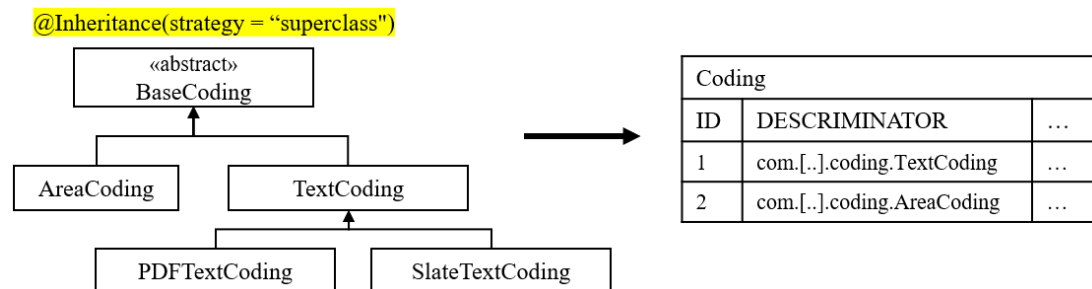 @Inheritance(strategy = “superclass")
«abstract»
BaseCoding
AreaCoding
TextCoding
PDFTextCoding
SlateTextCoding
Coding
ID DESCRIMINATOR ...
1 com.[..].coding.TextCoding ...
2 com.[..].coding.AreaCoding ...